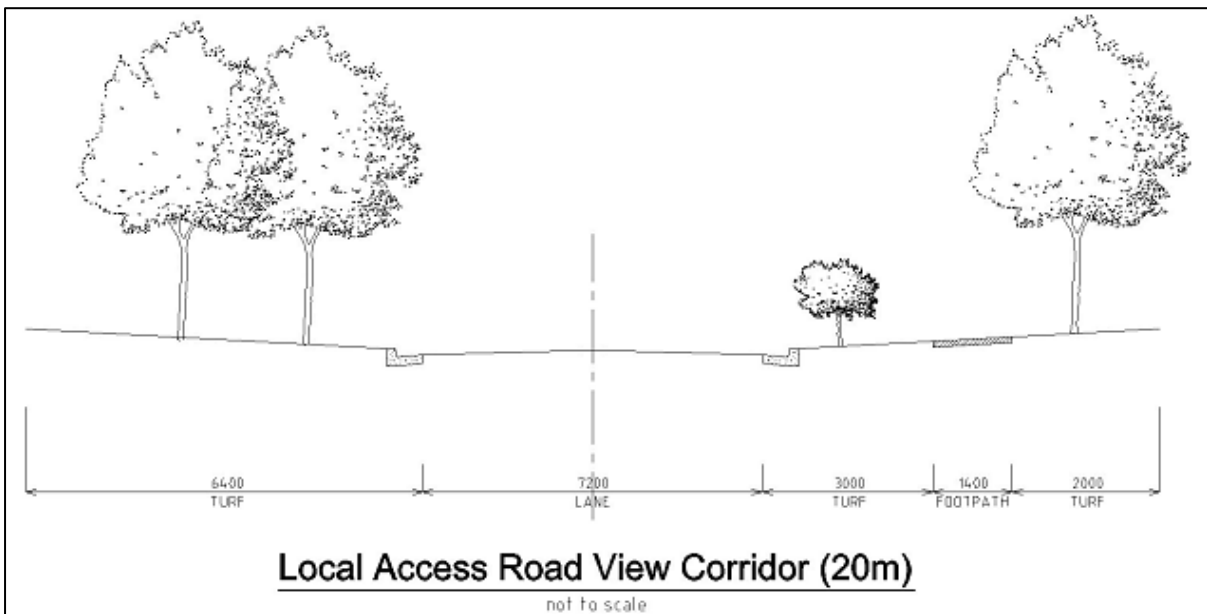 6400 7200 3000 1400 2000
TURF LANE TURF FOOTPATH TURF
Local Access Road View Corridor (20m)
not to scale